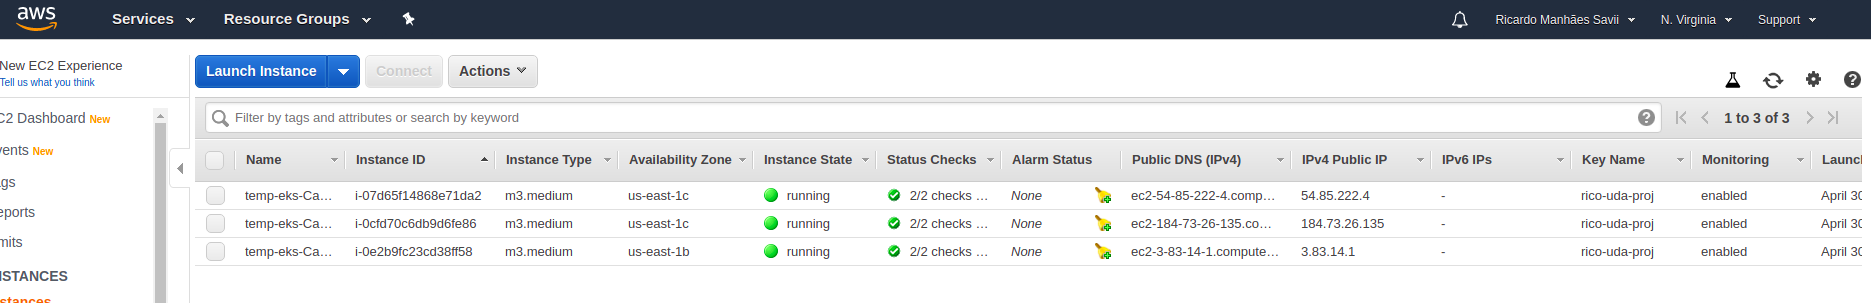 aws Services Resource Groups Ricardo Manhães Savii N. Virginia Support
New EC2 Experience
Tell us what you think
Launch Instance Connect Actions
C2 Dashboard New
Filter by tags and attributes or search by keyword 1 to 3 of 3
vents New
Name Instance ID Instance Type Availability Zone Instance State Status Checks Alarm Status Public DNS (IPv4) IPv4 Public IP IPv6 IPs Key Name Monitoring Launch
ags
temp-eks-Ca… i-07d65f14868e71da2 m3.medium us-east-1c running 2/2 checks … None ec2-54-85-222-4.comp… 54.85.222.4 - rico-uda-proj enabled April 30
eports
temp-eks-Ca… i-0cfd70c6db9d6fe86 m3.medium us-east-1c running 2/2 checks … None ec2-184-73-26-135.co… 184.73.26.135 - rico-uda-proj enabled April 30
mits
temp-eks-Ca… i-0e2b9fc23cd38ff58 m3.medium us-east-1b running 2/2 checks … None ec2-3-83-14-1.compute… 3.83.14.1 - rico-uda-proj enabled April 30
NSTANCES
stances